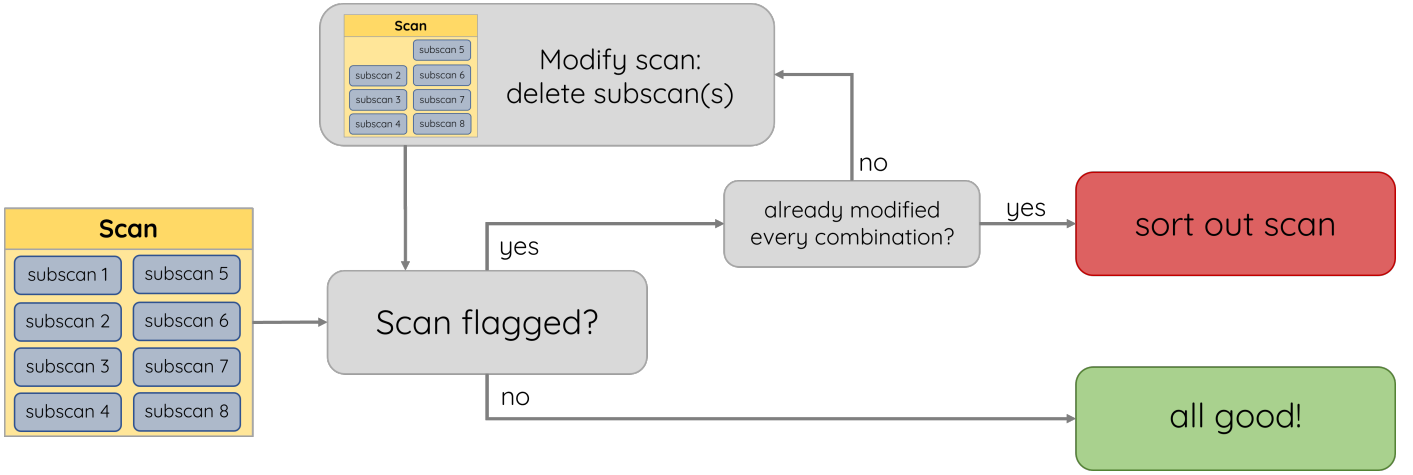 Scan
subscan 5
subscan 2 subscan 6
subscan 3 subscan 7
subscan 4 subscan 8
Modify scan:
delete subscan(s)
no
already modified
every combination?
yes
sort out scan
Scan
subscan 1 subscan 5
subscan 2 subscan 6
subscan 3 subscan 7
subscan 4 subscan 8
yes
Scan flagged?
no
all good!